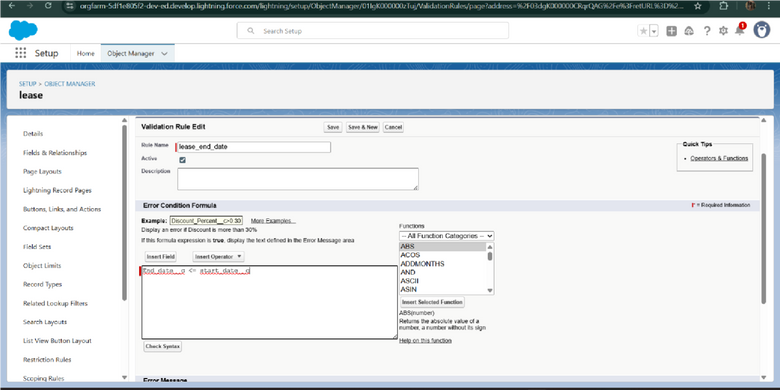 orgfarm-5df1e805f2-dev-ed.develop.lightning.force.com/lightning/setup/ObjectManager/01IgK000000zTuj/ValidationRules/page?address=%2F03dgK000000CRqrQAG%2Fe%3FretURL%3D%2...
Search Setup
1
Setup
Home
Object Manager
SETUP > OBJECT MANAGER
lease
Details
Fields & Relationships
Page Layouts
Lightning Record Pages
Buttons, Links, and Actions
Compact Layouts
Field Sets
Object Limits
Record Types
Related Lookup Filters
Search Layouts
List View Button Layout
Restriction Rules
Scoping Rules
Validation Rule Edit
Save
Save & New
Cancel
Rule Name
lease_end_date
Active
Description
Quick Tips
Operators & Functions
Error Condition Formula
= Required Information
Example:
Discount_Percent__c>0.30
More Examples...
Display an error if Discount is more than 30%
If this formula expression is true, display the text defined in the Error Message area
Insert Field
Insert Operator
End_date__c <= start_date__c
Functions
-- All Function Categories --
ABS
ACOS
ADDMONTHS
AND
ASCII
ASIN
Insert Selected Function
ABS(number)
Returns the absolute value of a
number, a number without its sign
Help on this function
Check Syntax
Error Message